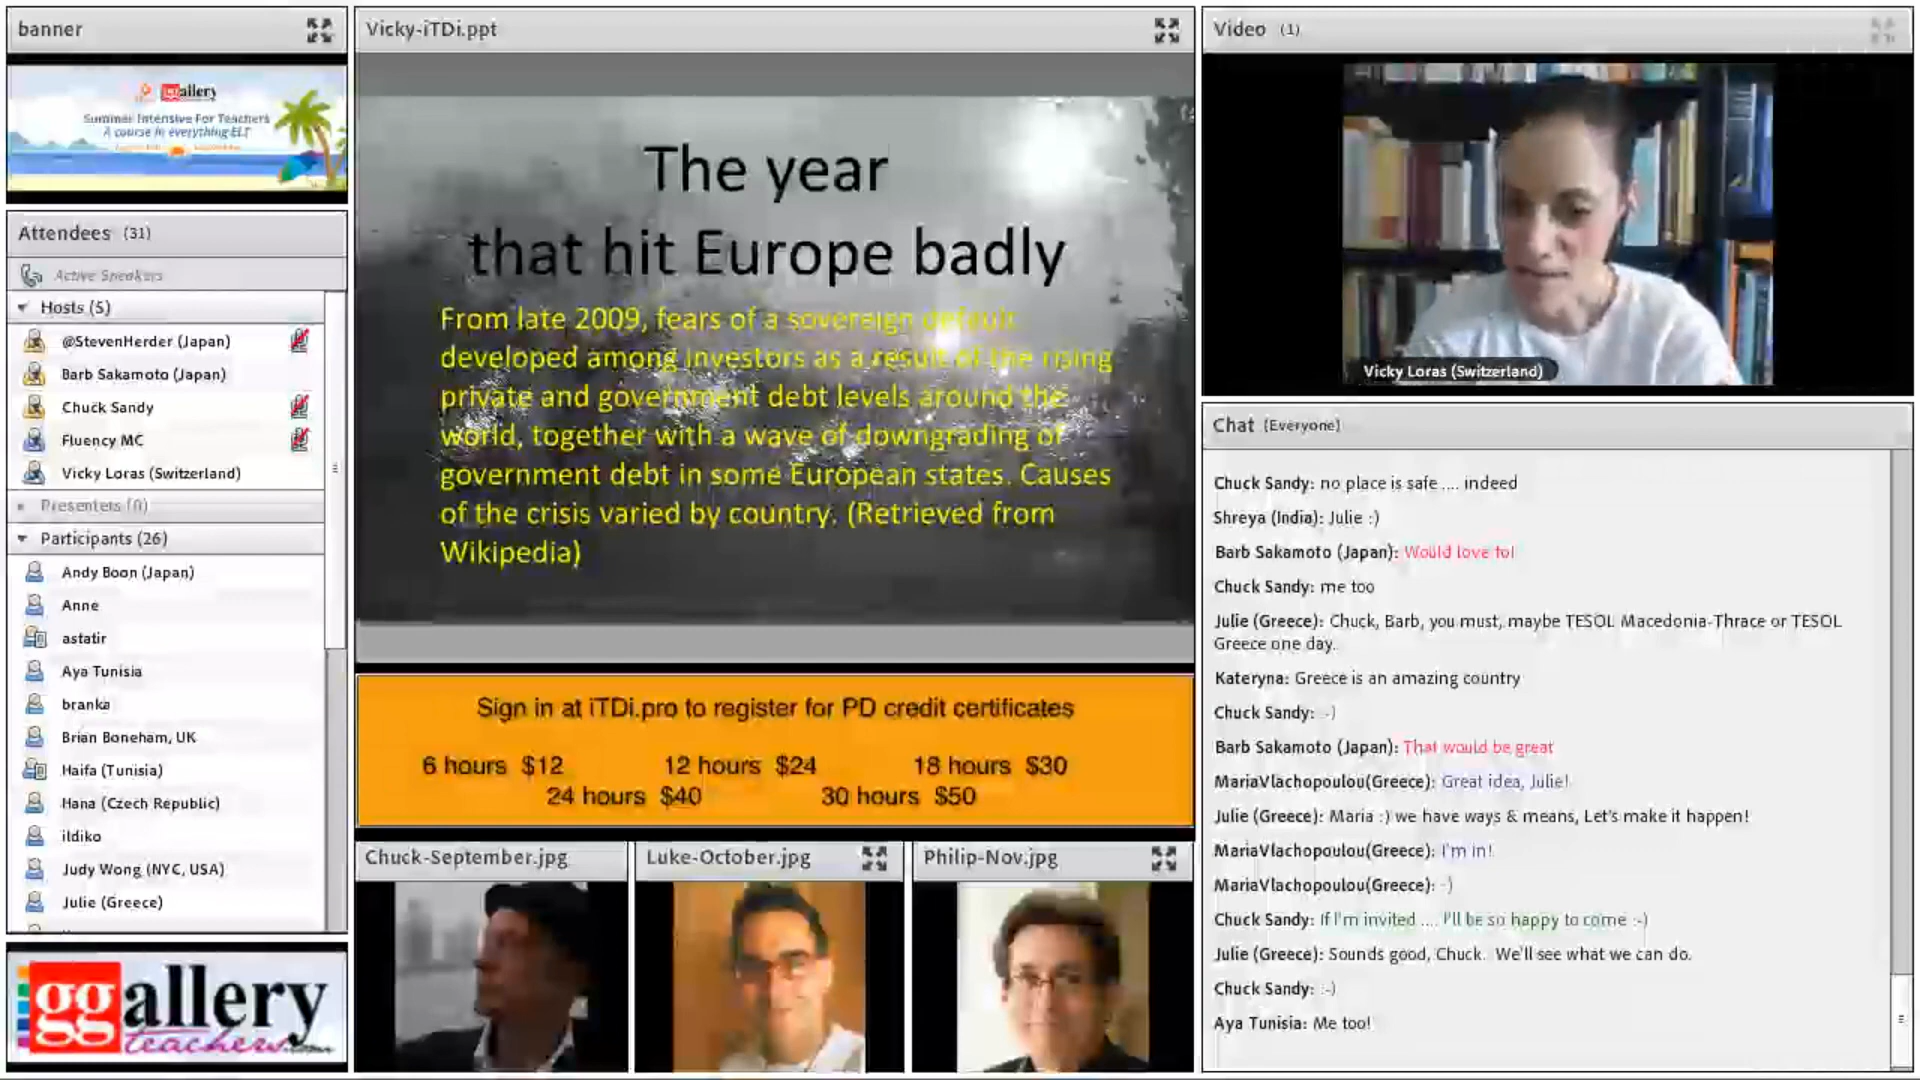 banner
ggallery
Summer Intensive For Teachers
A course in everything ELT
Attendees (31)
Active Speakers
Hosts (5)
@StevenHerder (Japan)
Barb Sakamoto (Japan)
Chuck Sandy
Fluency MC
Vicky Loras (Switzerland)
Presenters (0)
Participants (26)
Andy Boon (Japan)
Anne
astatir
Aya Tunisia
branka
Brian Boneham, UK
Haifa (Tunisia)
Hana (Czech Republic)
ildiko
Judy Wong (NYC, USA)
Julie (Greece)
ggallery
teachers.com
Vicky-iTDi.ppt
The year
that hit Europe badly
From late 2009, fears of a sovereign default
developed among investors as a result of the rising
private and government debt levels around the
world, together with a wave of downgrading of
government debt in some European states. Causes
of the crisis varied by country. (Retrieved from
Wikipedia)
Sign in at iTDi.pro to register for PD credit certificates
6 hours $12 12 hours $24 18 hours $30
24 hours $40 30 hours $50
Chuck-September.jpg
Luke-October.jpg
Philip-Nov.jpg
Video (1)
Vicky Loras (Switzerland)
Chat (Everyone)
Chuck Sandy: no place is safe .... indeed
Shreya (India): Julie :)
Barb Sakamoto (Japan): Would love to!
Chuck Sandy: me too
Julie (Greece): Chuck, Barb, you must, maybe TESOL Macedonia-Thrace or TESOL
Greece one day.
Kateryna: Greece is an amazing country
Chuck Sandy: :-)
Barb Sakamoto (Japan): That would be great
MariaVlachopoulou(Greece): Great idea, Julie!
Julie (Greece): Maria :) we have ways & means, Let's make it happen!
MariaVlachopoulou(Greece): I'm in!
MariaVlachopoulou(Greece): :-)
Chuck Sandy: If I'm invited .... I'll be so happy to come :-)
Julie (Greece): Sounds good, Chuck. We'll see what we can do.
Chuck Sandy: :-)
Aya Tunisia: Me too!